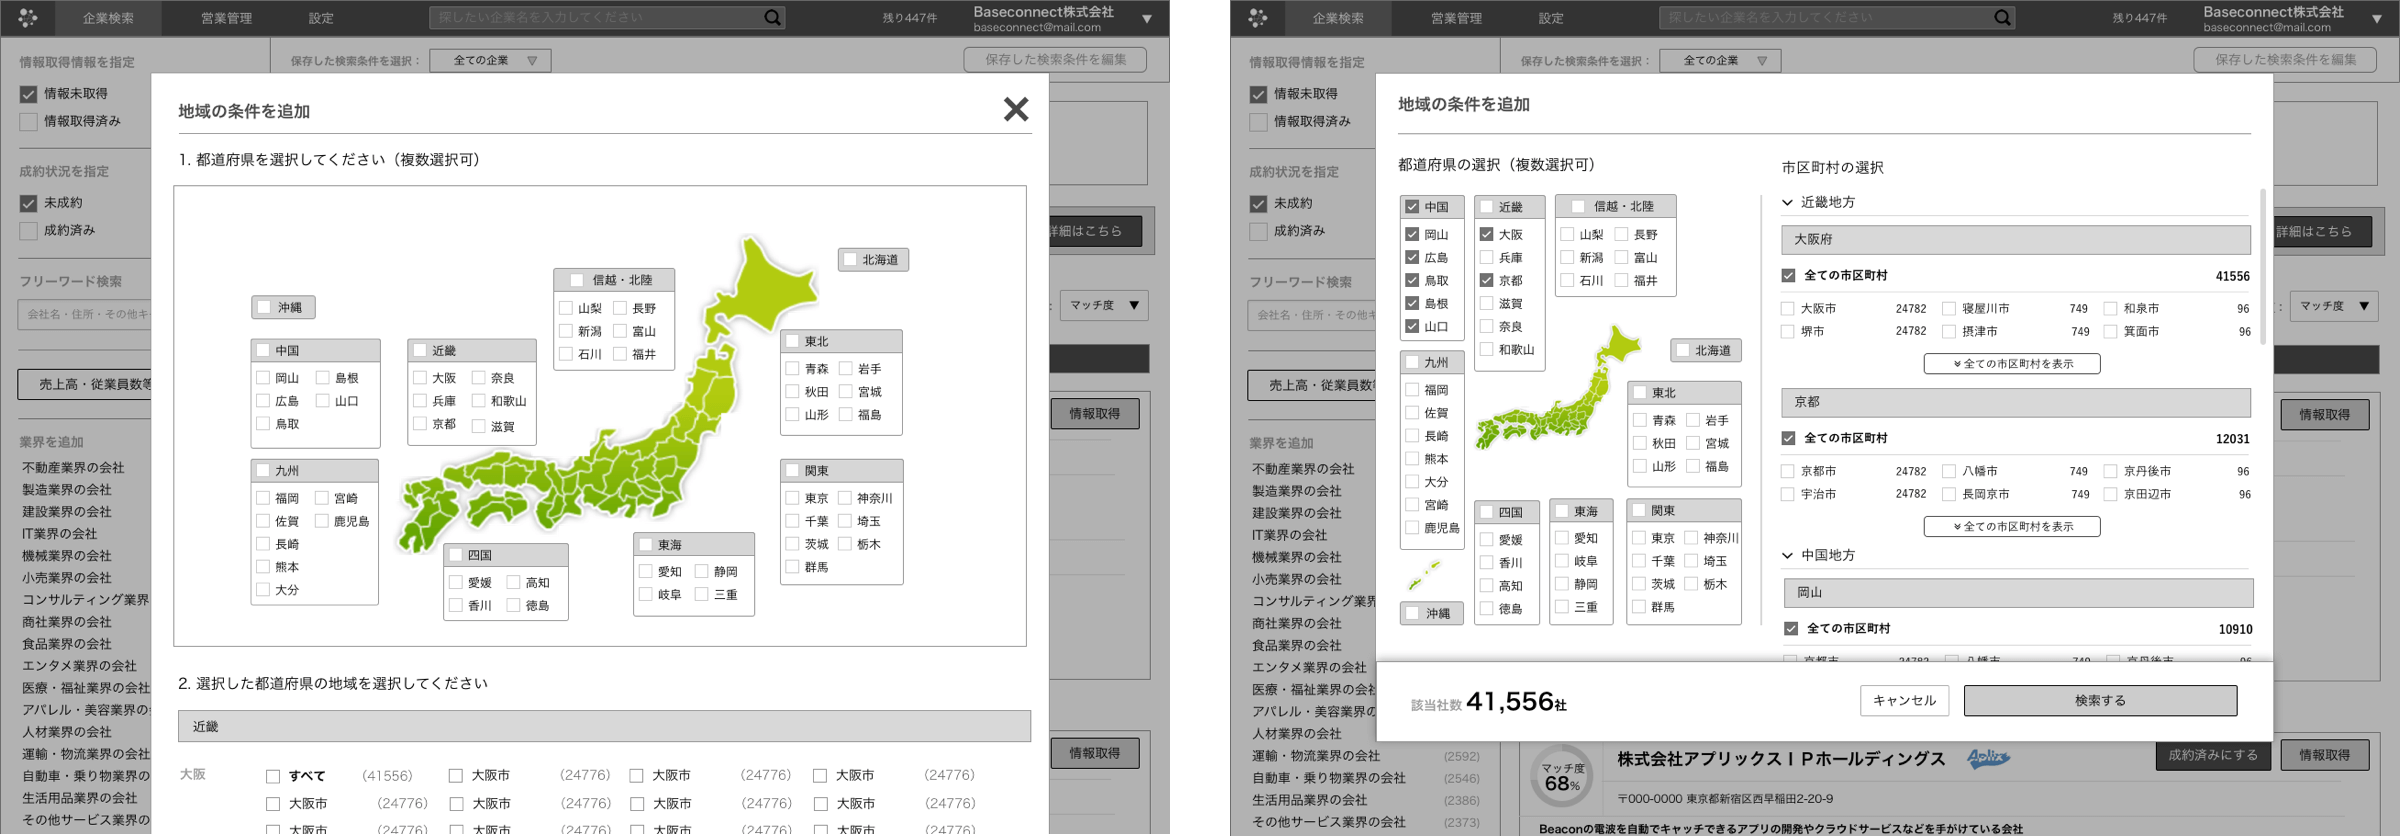 企業検索 営業管理 設定 探したい企業名を入力してください 残り447件 Baseconnect株式会社
baseconnect@mail.com
情報取得情報を指定 保存した検索条件を選択： 全ての企業 保存した検索条件を編集
情報未取得
情報取得済み
成約状況を指定
未成約
成約済み
フリーワード検索
会社名・住所・その他キ
売上高・従業員数等
業界を追加
不動産業界の会社
製造業界の会社
建設業界の会社
IT業界の会社
機械業界の会社
小売業界の会社
コンサルティング業界
商社業界の会社
食品業界の会社
エンタメ業界の会社
医療・福祉業界の会社
アパレル・美容業界の
人材業界の会社
運輸・物流業界の会社
自動車・乗り物業界の
生活用品業界の会社
その他サービス業界の
詳細はこちら
マッチ度 ▼
情報取得
情報取得
地域の条件を追加
1. 都道府県を選択してください（複数選択可）
北海道
沖縄
信越・北陸
山梨 長野
新潟 富山
石川 福井
中国
岡山 島根
広島 山口
鳥取
近畿
大阪 奈良
兵庫 和歌山
京都 滋賀
東北
青森 岩手
秋田 宮城
山形 福島
九州
福岡 宮崎
佐賀 鹿児島
長崎
熊本
大分
関東
東京 神奈川
千葉 埼玉
茨城 栃木
群馬
四国
愛媛 高知
香川 徳島
東海
愛知 静岡
岐阜 三重
2. 選択した都道府県の地域を選択してください
近畿
大阪 すべて (41556) 大阪市 (24776) 大阪市 (24776) 大阪市 (24776)
大阪市 (24776) 大阪市 (24776) 大阪市 (24776) 大阪市 (24776)
大阪市 (24776) 大阪市 (24776) 大阪市 (24776) 大阪市 (24776)
企業検索 営業管理 設定 探したい企業名を入力してください 残り447件 Baseconnect株式会社
baseconnect@mail.com
情報取得情報を指定 保存した検索条件を選択： 全ての企業 保存した検索条件を編集
情報未取得
情報取得済み
成約状況を指定
未成約
成約済み
フリーワード検索
会社名・住所・その他キ
売上高・従業員数
業界を追加
不動産業界の会社
製造業界の会社
建設業界の会社
IT業界の会社
機械業界の会社
小売業界の会社
コンサルティング業界
商社業界の会社
食品業界の会社
エンタメ業界の会社
医療・福祉業界の会社
アパレル・美容業界の
人材業界の会社
運輸・物流業界の会社 (2592)
自動車・乗り物業界の会社 (2546)
生活用品業界の会社 (2386)
その他サービス業界の会社 (2373)
詳細はこちら
マッチ度 ▼
情報取得
地域の条件を追加
都道府県の選択（複数選択可）
中国
岡山
広島
鳥取
島根
山口
近畿
大阪
兵庫
京都
滋賀
奈良
和歌山
信越・北陸
山梨 長野
新潟 富山
石川 福井
北海道
九州
福岡
佐賀
長崎
熊本
大分
宮崎
鹿児島
東北
青森 岩手
秋田 宮城
山形 福島
沖縄
四国
愛媛
香川
高知
徳島
東海
愛知
岐阜
静岡
三重
関東
東京 神奈川
千葉 埼玉
茨城 栃木
群馬
市区町村の選択
近畿地方
大阪府
全ての市区町村 41556
大阪市 24782 寝屋川市 749 和泉市 96
堺市 24782 摂津市 749 箕面市 96
全ての市区町村を表示
京都
全ての市区町村 12031
京都市 24782 八幡市 749 京丹後市 96
宇治市 24782 長岡京市 749 京田辺市 96
全ての市区町村を表示
中国地方
岡山
全ての市区町村 10910
京都市 24782 八幡市 749 京丹後市 96
該当社数 41,556社 キャンセル 検索する
マッチ度
68%
株式会社アプリックスＩＰホールディングス Aplix 成約済みにする 情報取得
〒000-0000 東京都新宿区西早稲田2-20-9
Beaconの電波を自動でキャッチできるアプリの開発やクラウドサービスなどを手がけている会社